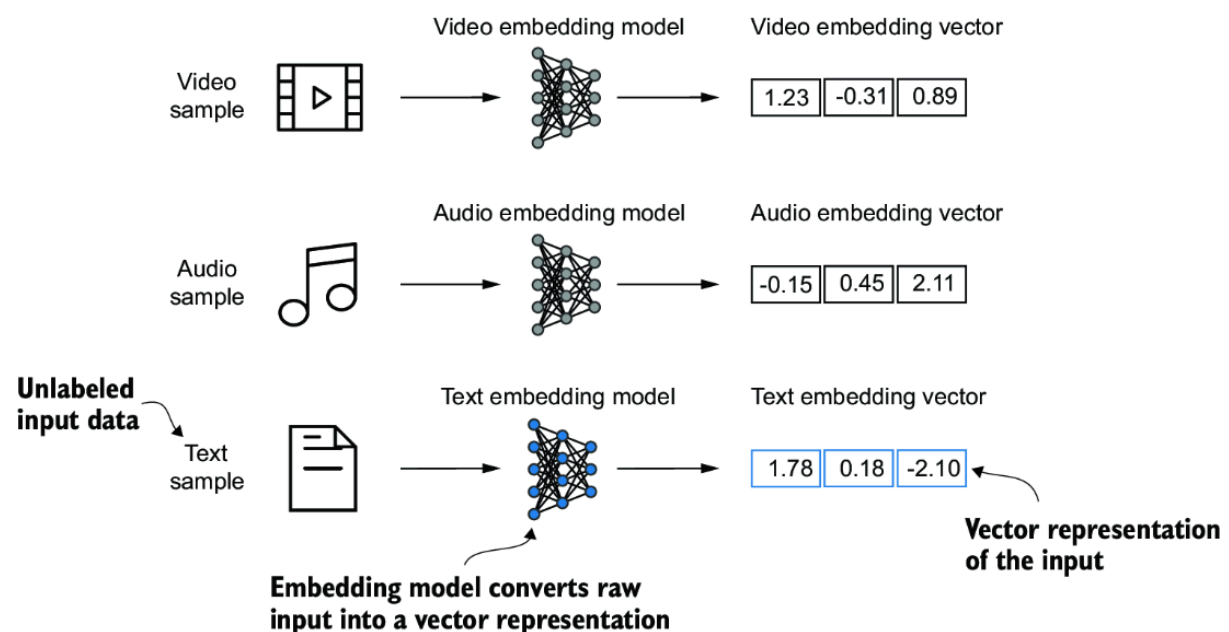 Video embedding model
Video embedding vector
Video
sample
1.23 -0.31 0.89
Audio embedding model
Audio embedding vector
Audio
sample
-0.15 0.45 2.11
Unlabeled
input data
Text embedding model
Text embedding vector
Text
sample
1.78 0.18 -2.10
Vector representation
of the input
Embedding model converts raw
input into a vector representation